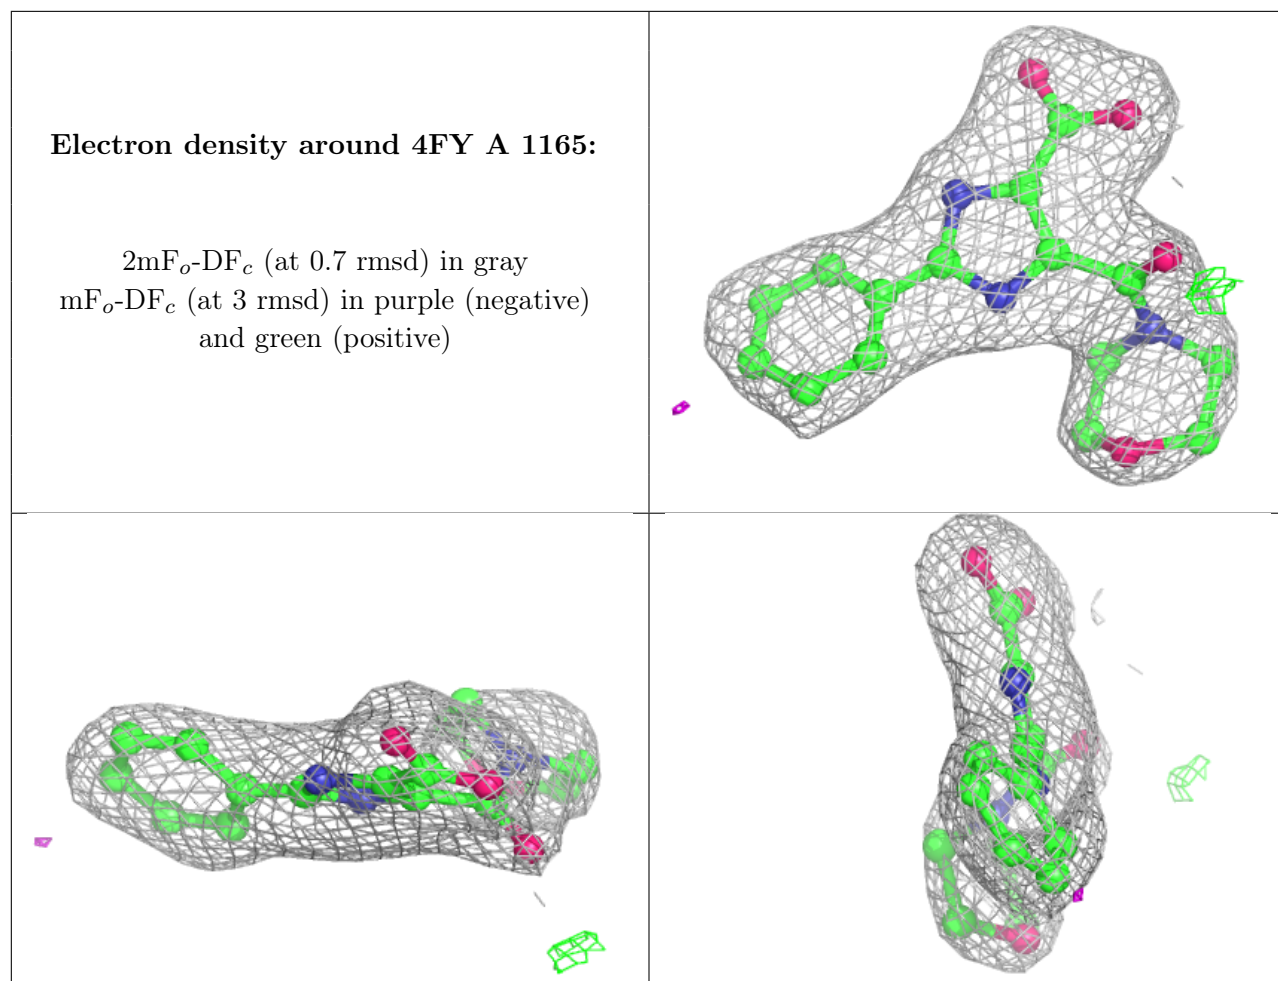 Electron density around 4FY A 1165:
2mFo-DFc (at 0.7 rmsd) in gray
mFo-DFc (at 3 rmsd) in purple (negative)
and green (positive)